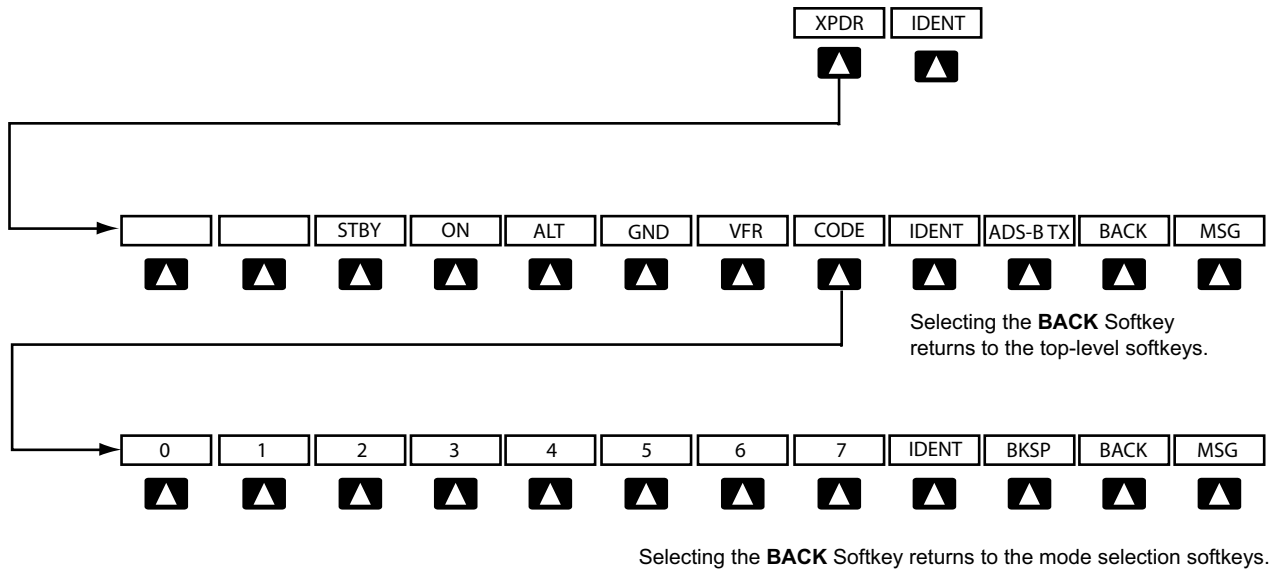 XPDR IDENT
STBY ON ALT GND VFR CODE IDENT ADS-B TX BACK MSG
Selecting the BACK Softkey
returns to the top-level softkeys.
0 1 2 3 4 5 6 7 IDENT BKSP BACK MSG
Selecting the BACK Softkey returns to the mode selection softkeys.